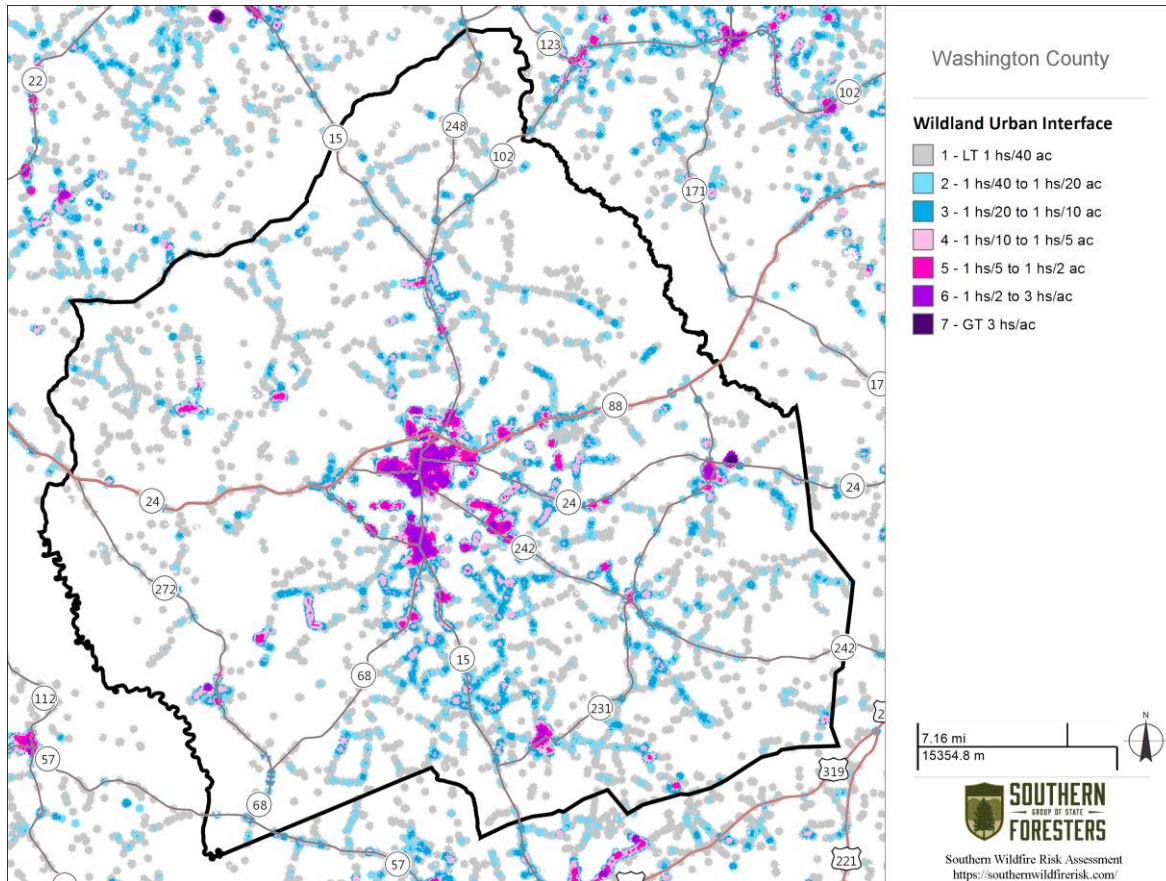 Washington County
Wildland Urban Interface
1 - LT 1 hs/40 ac
2 - 1 hs/40 to 1 hs/20 ac
3 - 1 hs/20 to 1 hs/10 ac
4 - 1 hs/10 to 1 hs/5 ac
5 - 1 hs/5 to 1 hs/2 ac
6 - 1 hs/2 to 3 hs/ac
7 - GT 3 hs/ac
123
22
102
15
248
102
171
17
88
24
24
24
242
272
242
15
68
231
112
57
2
319
68
57
221
N
7.16 mi
15354.8 m
SOUTHERN
GROUP OF STATE
FORESTERS
Southern Wildfire Risk Assessment
https://southernwildfirerisk.com/